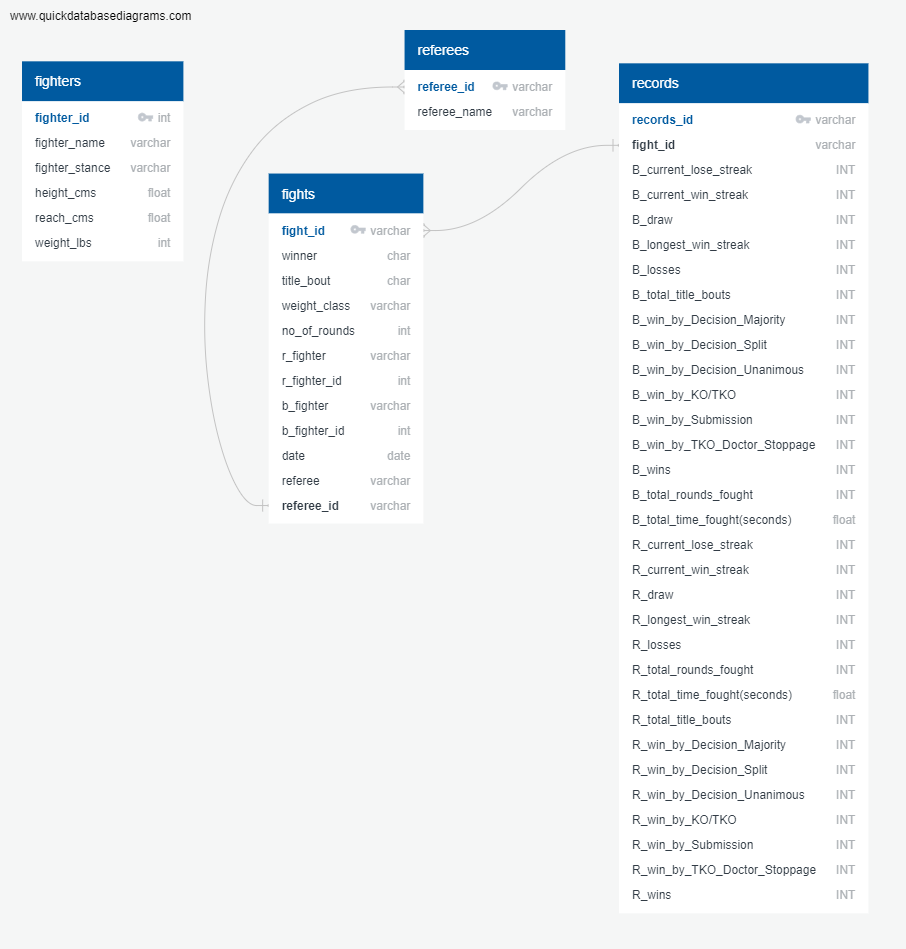 www.quickdatabasediagrams.com
fighters
fighter_id int
fighter_name varchar
fighter_stance varchar
height_cms float
reach_cms float
weight_lbs int
referees
referee_id varchar
referee_name varchar
fights
fight_id varchar
winner char
title_bout char
weight_class varchar
no_of_rounds int
r_fighter varchar
r_fighter_id int
b_fighter varchar
b_fighter_id int
date date
referee varchar
referee_id varchar
records
records_id varchar
fight_id varchar
B_current_lose_streak INT
B_current_win_streak INT
B_draw INT
B_longest_win_streak INT
B_losses INT
B_total_title_bouts INT
B_win_by_Decision_Majority INT
B_win_by_Decision_Split INT
B_win_by_Decision_Unanimous INT
B_win_by_KO/TKO INT
B_win_by_Submission INT
B_win_by_TKO_Doctor_Stoppage INT
B_wins INT
B_total_rounds_fought INT
B_total_time_fought(seconds) float
R_current_lose_streak INT
R_current_win_streak INT
R_draw INT
R_longest_win_streak INT
R_losses INT
R_total_rounds_fought INT
R_total_time_fought(seconds) float
R_total_title_bouts INT
R_win_by_Decision_Majority INT
R_win_by_Decision_Split INT
R_win_by_Decision_Unanimous INT
R_win_by_KO/TKO INT
R_win_by_Submission INT
R_win_by_TKO_Doctor_Stoppage INT
R_wins INT